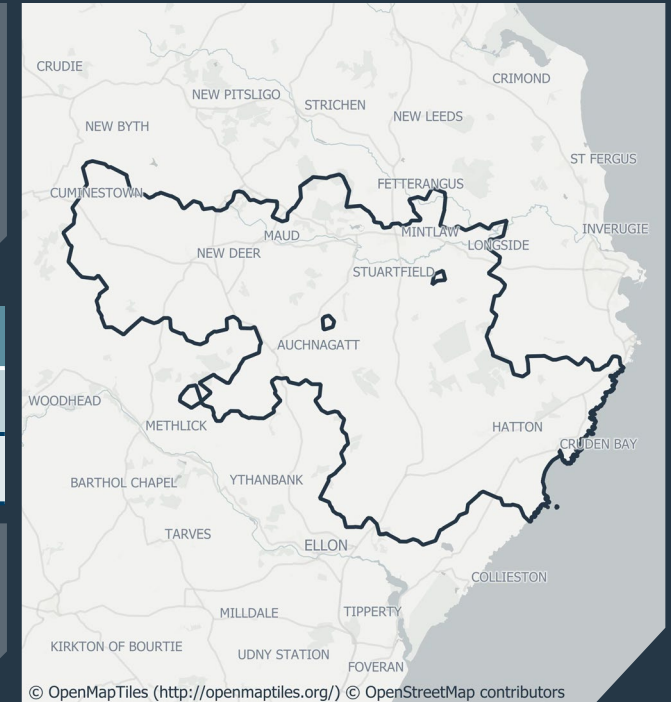 CRUDIE
CRIMOND
NEW PITSLIGO
STRICHEN
NEW LEEDS
NEW BYTH
ST FERGUS
FETTERANGUS
CUMINESTOWN
INVERUGIE
MINTLAW
MAUD
LONGSIDE
NEW DEER
STUARTFIELD
AUCHNAGATT
WOODHEAD
METHLICK
HATTON
CRUDEN BAY
BARTHOL CHAPEL
YTHANBANK
TARVES
ELLON
COLLIESTON
MILLDALE
TIPPERTY
KIRKTON OF BOURTIE
UDNY STATION
FOVERAN
© OpenMapTiles (http://openmaptiles.org/) © OpenStreetMap contributors